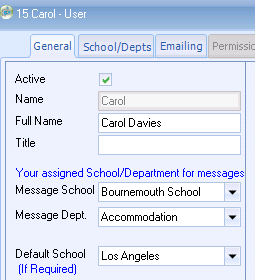 15 Carol - User
General School/Depts Emailing Permissio
Active
Name Carol
Full Name Carol Davies
Title
Your assigned School/Department for messages
Message School Bournemouth School
Message Dept. Accommodation
Default School Los Angeles
(If Required)